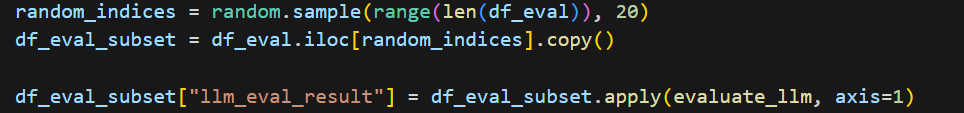 random_indices = random.sample(range(len(df_eval)), 20)
df_eval_subset = df_eval.iloc[random_indices].copy()
df_eval_subset["llm_eval_result"] = df_eval_subset.apply(evaluate_llm, axis=1)